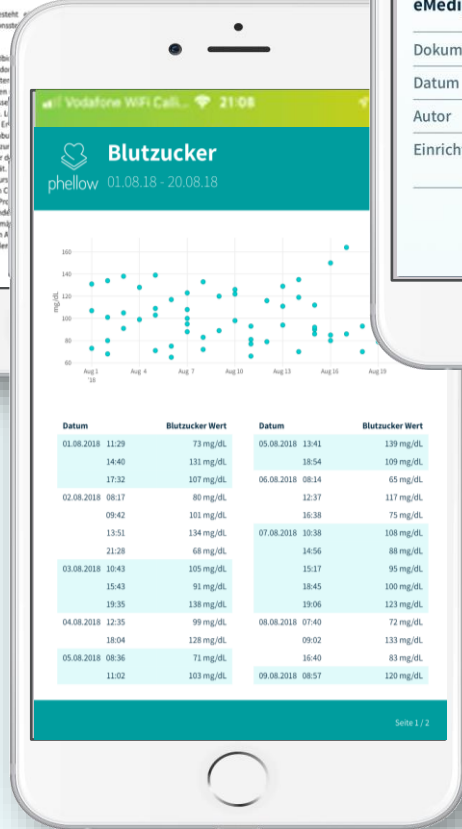 eMedi
Dokum
Datum
Autor
Einrich
Vodafone WiFi Calli... 21:08
phellow
Blutzucker
01.08.18 - 20.08.18
mg/dL
160
140
120
100
80
60
Aug 1
'18
Aug 4
Aug 7
Aug 10
Aug 13
Aug 16
Aug 19
Datum Blutzucker Wert Datum Blutzucker Wert
01.08.2018 11:29 73 mg/dL 05.08.2018 13:41 139 mg/dL
14:40 131 mg/dL 18:54 109 mg/dL
17:32 107 mg/dL 06.08.2018 08:14 65 mg/dL
02.08.2018 08:17 80 mg/dL 12:37 117 mg/dL
09:42 101 mg/dL 16:38 75 mg/dL
13:51 134 mg/dL 07.08.2018 10:38 108 mg/dL
21:28 68 mg/dL 14:56 88 mg/dL
03.08.2018 10:43 105 mg/dL 15:17 95 mg/dL
15:43 91 mg/dL 18:45 100 mg/dL
19:35 138 mg/dL 19:06 123 mg/dL
04.08.2018 12:35 99 mg/dL 08.08.2018 07:40 72 mg/dL
18:04 128 mg/dL 09:02 133 mg/dL
05.08.2018 08:36 71 mg/dL 16:40 83 mg/dL
11:02 103 mg/dL 09.08.2018 08:57 120 mg/dL
Seite 1 / 2